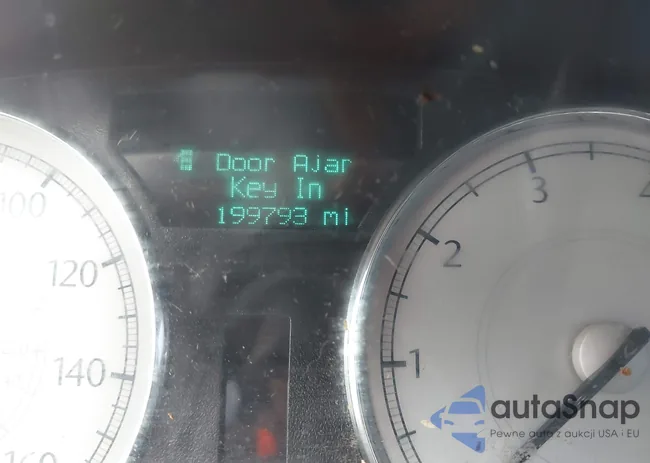 Door Ajar
Key In
199793 mi
100
120
140
160
1
2
3
4
autaSnap
Pewne auta z aukcji USA i EU